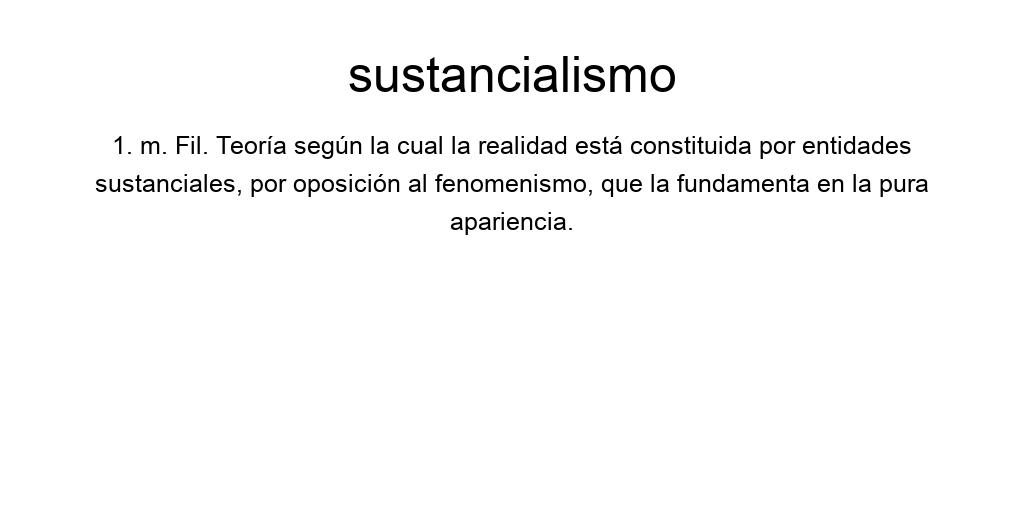 sustancialismo
1. m. Fil. Teoría según la cual la realidad está constituida por entidades
sustanciales, por oposición al fenomenismo, que la fundamenta en la pura
apariencia.